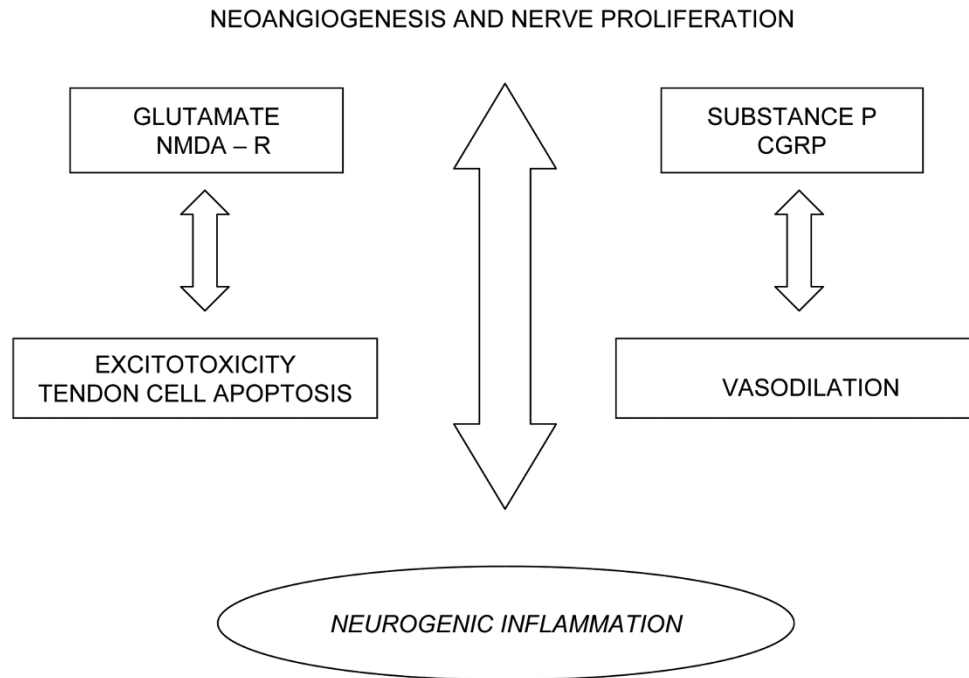 NEOANGIOGENESIS AND NERVE PROLIFERATION
GLUTAMATE
NMDA – R
SUBSTANCE P
CGRP
EXCITOTOXICITY
TENDON CELL APOPTOSIS
VASODILATION
NEUROGENIC INFLAMMATION